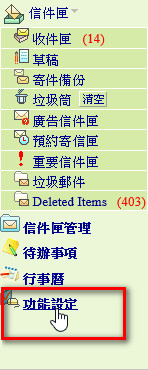 信件匣
收件匣 (14)
草稿
寄件備份
垃圾筒 清空
廣告信件匣
預約寄信匣
重要信件匣
垃圾郵件
Deleted Items (403)
信件匣管理
待辦事項
行事曆
功能設定